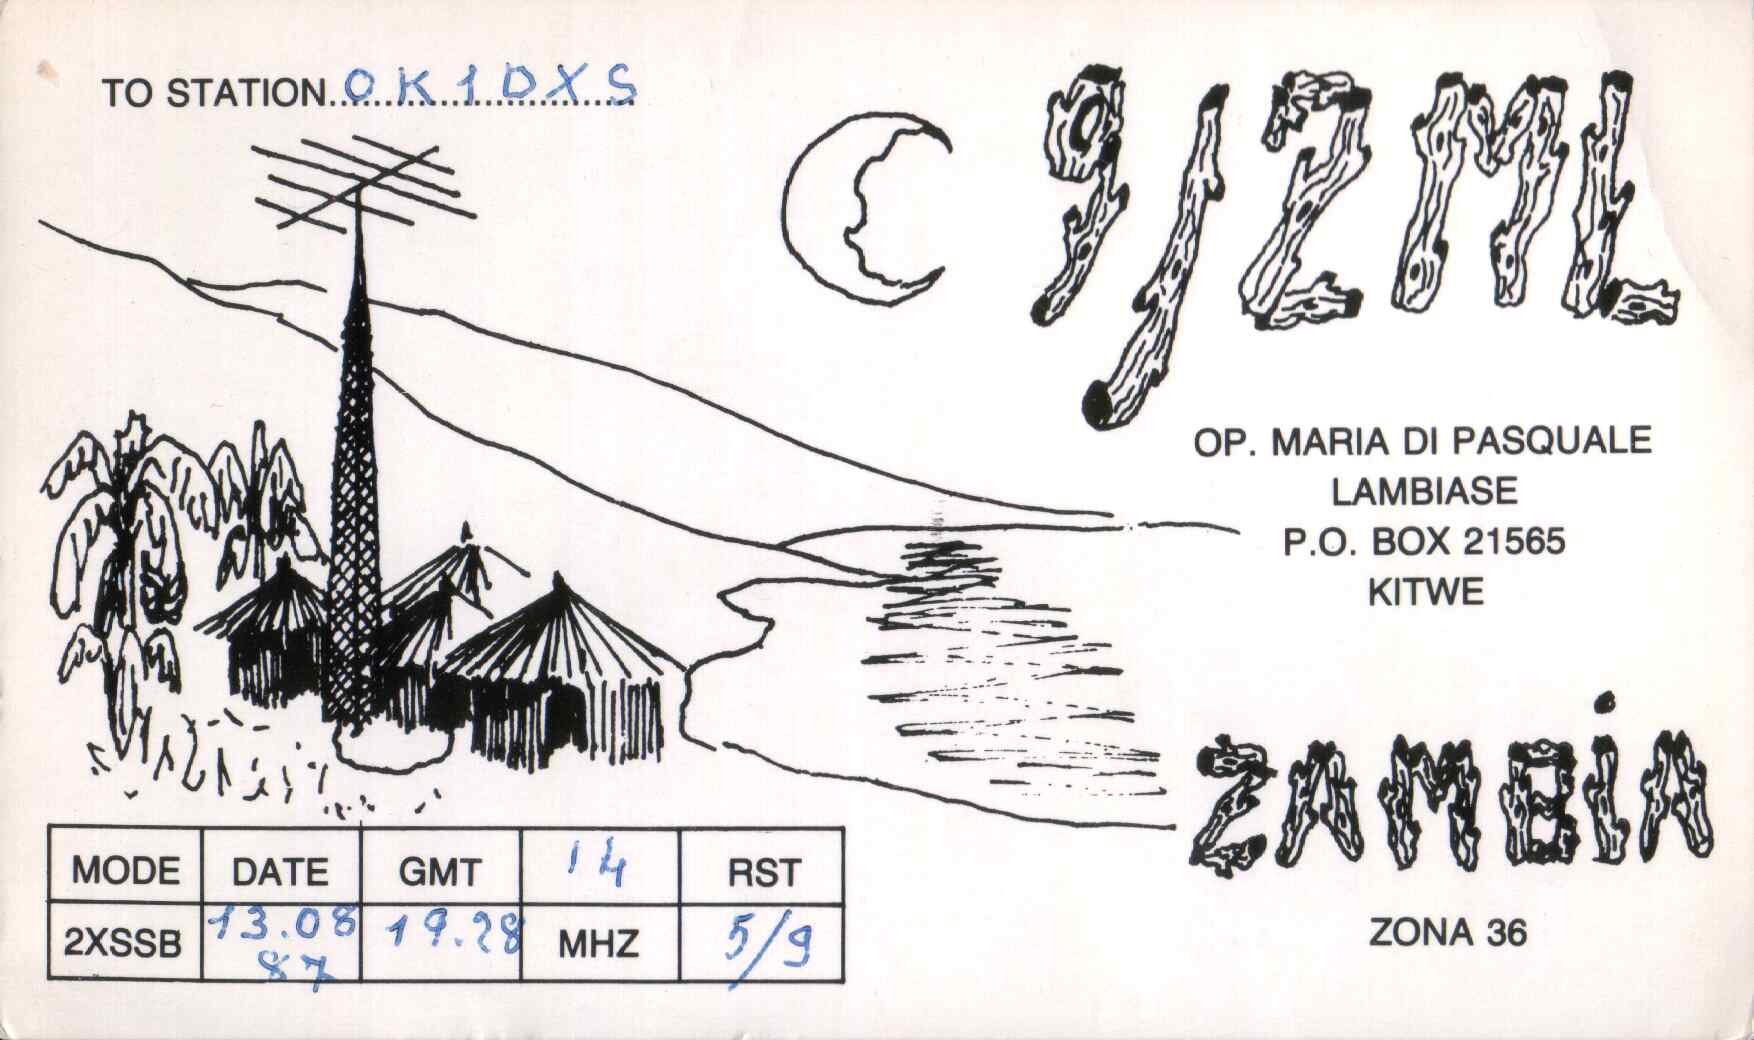 TO STATION..OK1DXS
9J2ML
OP. MARIA DI PASQUALE
LAMBIASE
P.O. BOX 21565
KITWE
ZAMBiA
ZONA 36
MODE DATE GMT 14 RST
2XSSB 13.08 87 19.28 MHZ 5/9